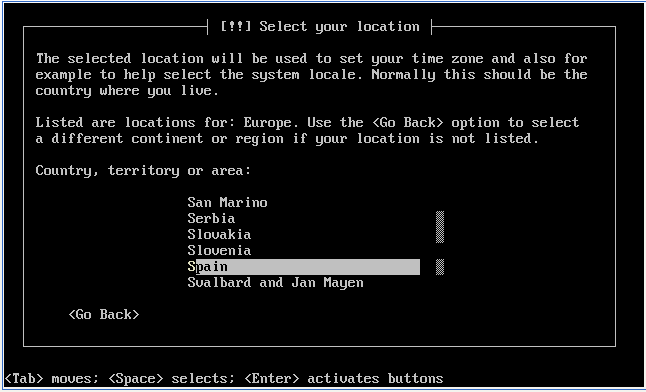 [!!] Select your location
The selected location will be used to set your time zone and also for
example to help select the system locale. Normally this should be the
country where you live.
Listed are locations for: Europe. Use the <Go Back> option to select
a different continent or region if your location is not listed.
Country, territory or area:
San Marino
Serbia
Slovakia
Slovenia
Spain
Svalbard and Jan Mayen
<Go Back>
<Tab> moves; <Space> selects; <Enter> activates buttons